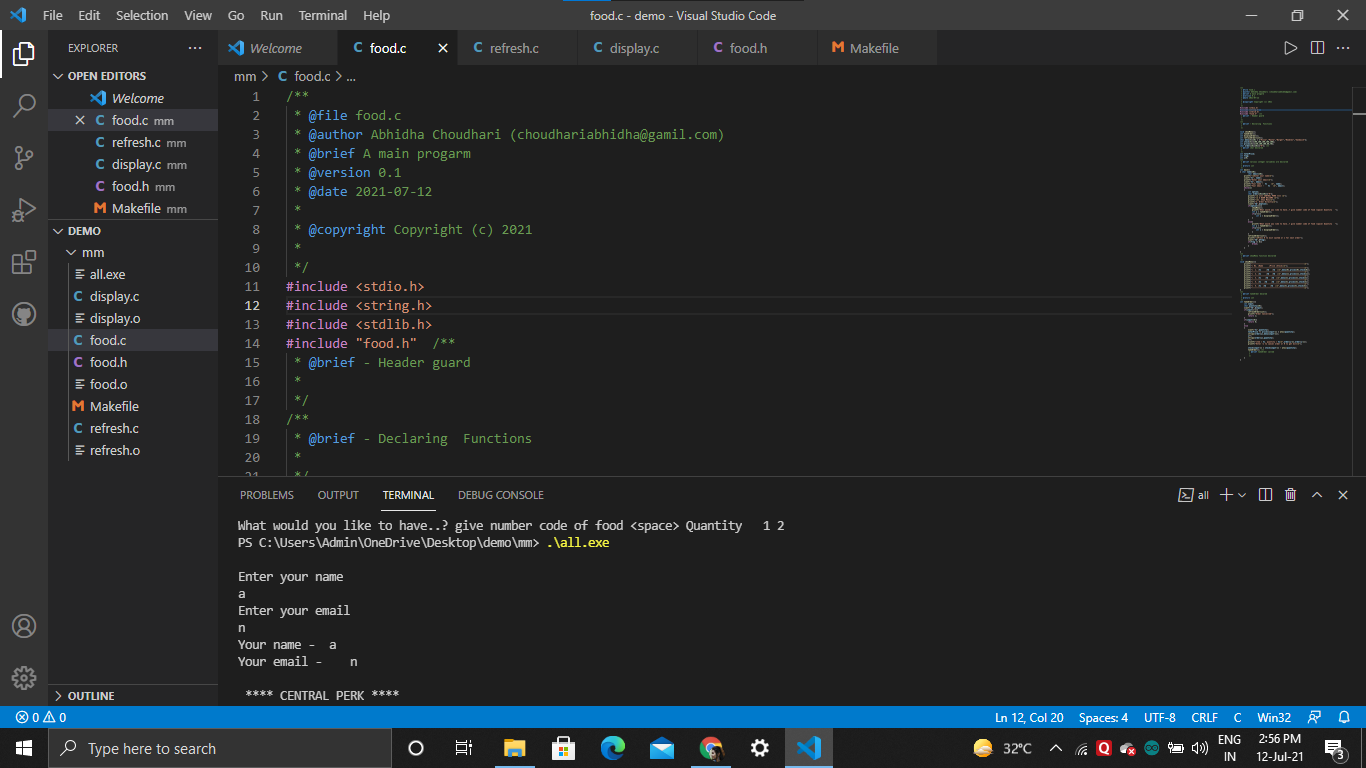 File Edit Selection View Go Run Terminal Help
food.c - demo - Visual Studio Code
EXPLORER
OPEN EDITORS
Welcome
food.c mm
refresh.c mm
display.c mm
food.h mm
Makefile mm
DEMO
mm
all.exe
display.c
display.o
food.c
food.h
food.o
Makefile
refresh.c
refresh.o
OUTLINE
Welcome food.c refresh.c display.c food.h Makefile
mm > food.c > ...
1 /**
2 * @file food.c
3 * @author Abhidha Choudhari (choudhariabhidha@gamil.com)
4 * @brief A main progarm
5 * @version 0.1
6 * @date 2021-07-12
7 *
8 * @copyright Copyright (c) 2021
9 *
10 */
11 #include <stdio.h>
12 #include <string.h>
13 #include <stdlib.h>
14 #include "food.h"  /**
15 * @brief - Header guard
16 *
17 */
18 /**
19 * @brief - Declaring  Functions
20 *
21 */
PROBLEMS OUTPUT TERMINAL DEBUG CONSOLE
all
What would you like to have..? give number code of food <space> Quantity   1 2
PS C:\Users\Admin\OneDrive\Desktop\demo\mm> .\all.exe
Enter your name
a
Enter your email
n
Your name -  a
Your email -    n
**** CENTRAL PERK ****
0 0
Ln 12, Col 20 Spaces: 4 UTF-8 CRLF C Win32
Type here to search
32°C
ENG
IN
2:56 PM
12-Jul-21
3